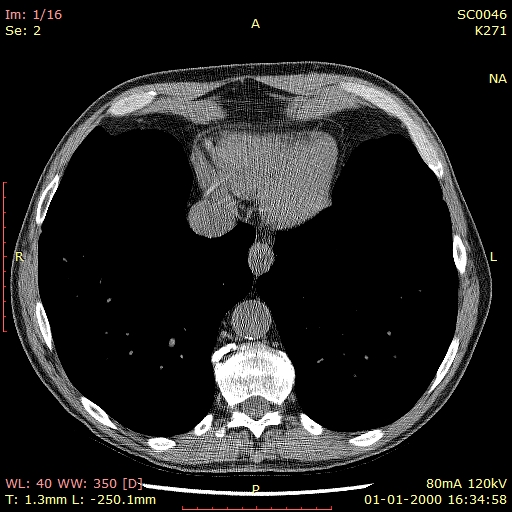 Im: 1/16
Se: 2
A
SC0046
K271
NA
R
L
WL: 40 WW: 350 [D]
T: 1.3mm L: -250.1mm
P
80mA 120kV
01-01-2000 16:34:58